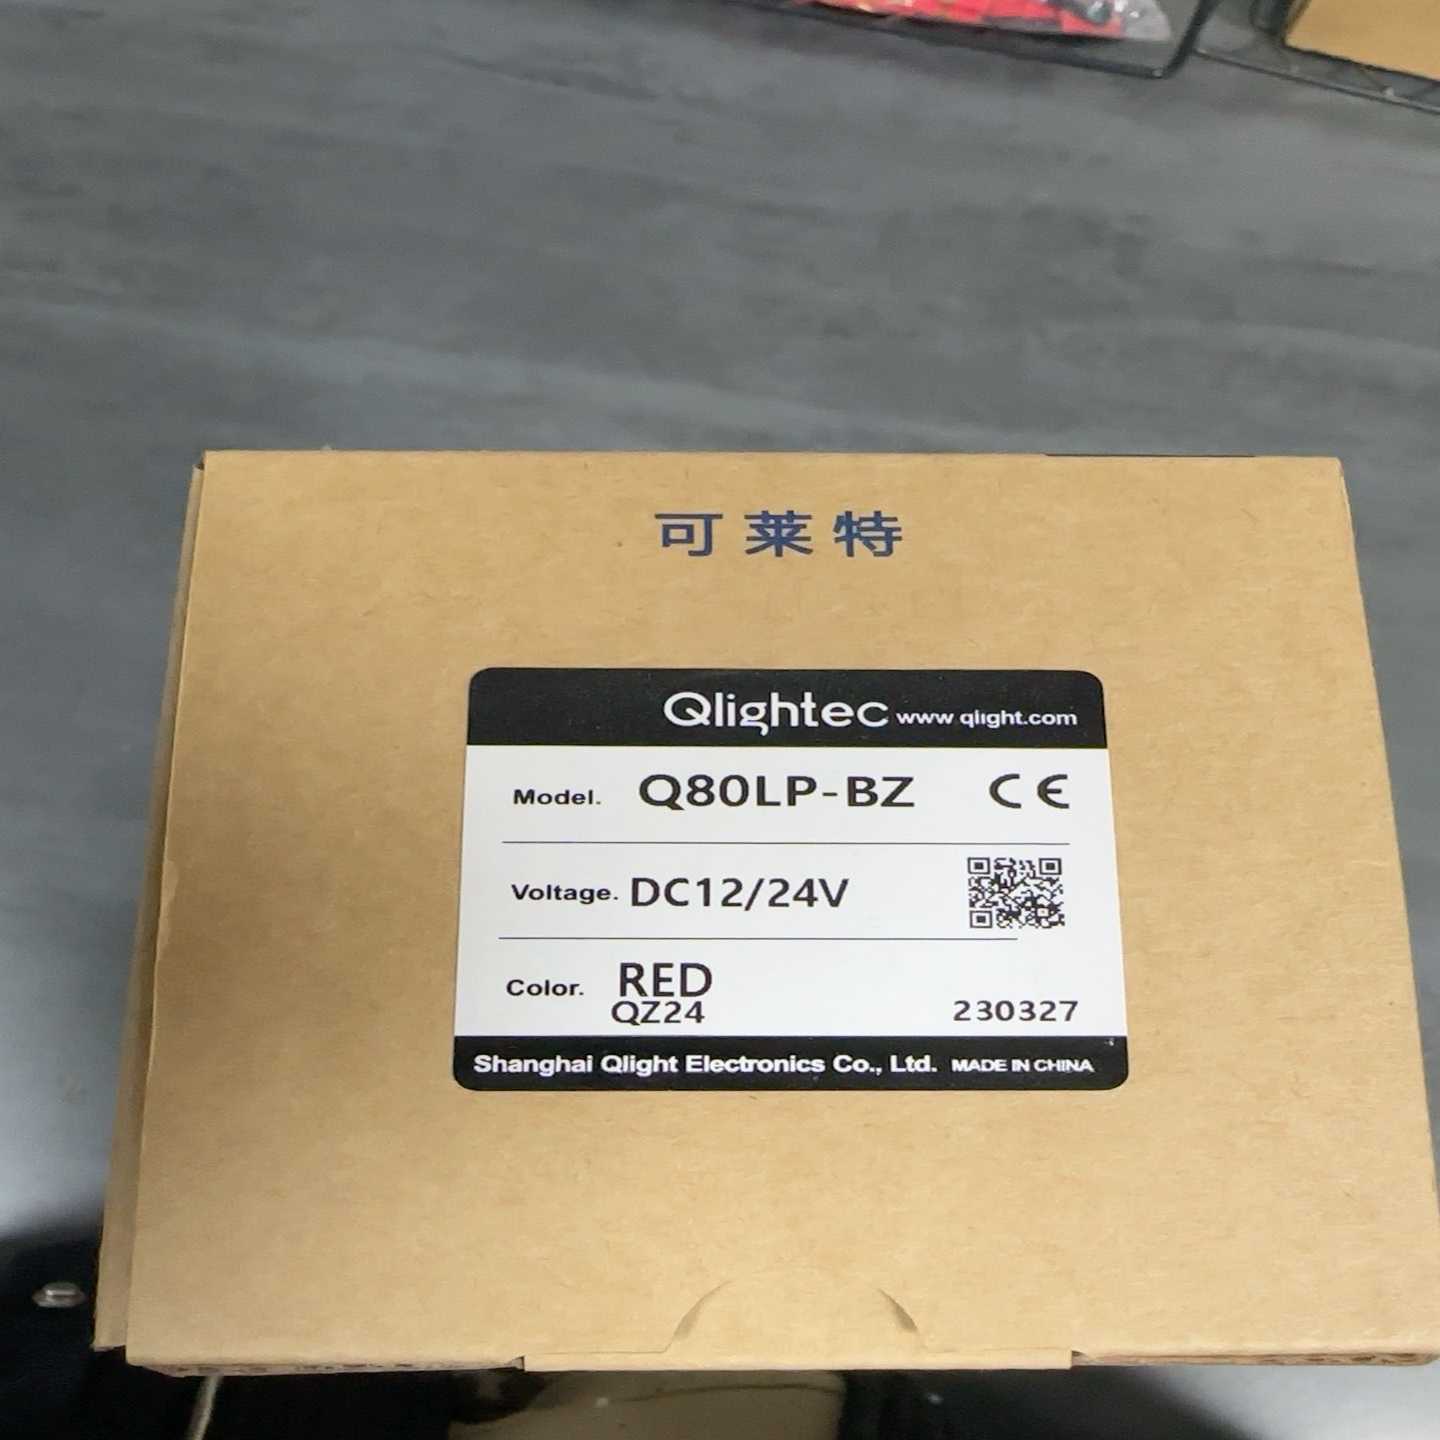 可莱特
Qlightec www qlight.com
Model. Q80LP-BZ CE
Voltage. DC12/24V
Color. RED
QZ24 230327
Shanghai Qlight Electronics Co., Ltd. MADE IN CHINA